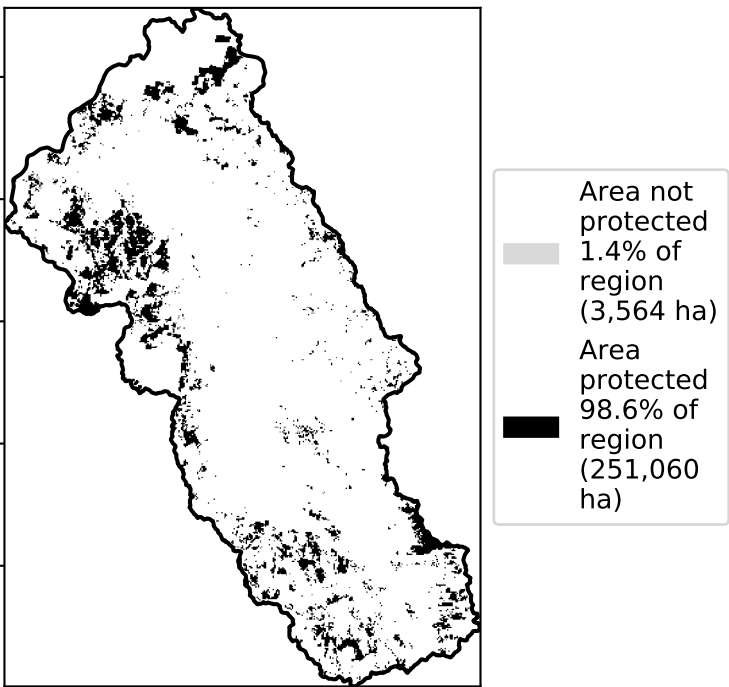 Area not
protected
1.4% of
region
(3,564 ha)
Area
protected
98.6% of
region
(251,060
ha)